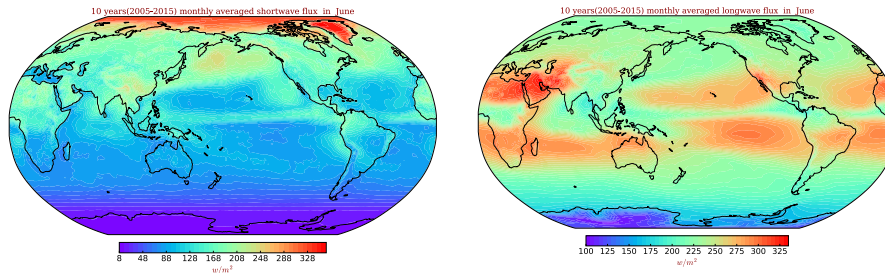 10 years(2005-2015) monthly averaged shortwave flux in June
8 48 88 128 168 208 248 288 328
w/m²
10 years(2005-2015) monthly averaged longwave flux in June
100 125 150 175 200 225 250 275 300 325
w/m²